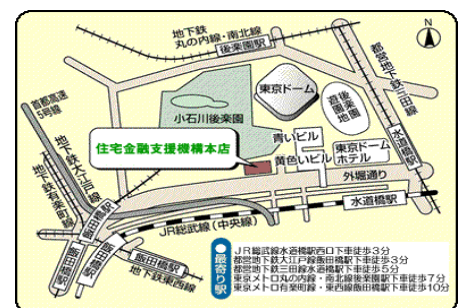 N
地下鉄
丸の内線・南北線
後楽園駅
都営地下鉄三田線
首都高速
5号線
東京ドーム
後楽園
遊園地
小石川後楽園
地下鉄大江戸線
地下鉄有楽町線
青いビル
住宅金融支援機構本店
黄色いビル
東京ドーム
ホテル
水道橋駅
外堀通り
飯田橋駅
水道橋駅
JR総武線(中央線)
飯田橋駅
飯田橋駅
飯田橋駅
地下鉄東西線
●最寄り駅
JR総武線水道橋駅西口下車徒歩3分
都営地下鉄大江戸線飯田橋駅下車徒歩3分
都営地下鉄三田線水道橋駅下車徒歩5分
東京メトロ丸の内線・南北線後楽園駅下車徒歩7分
東京メトロ有楽町線・東西線飯田橋駅下車徒歩10分